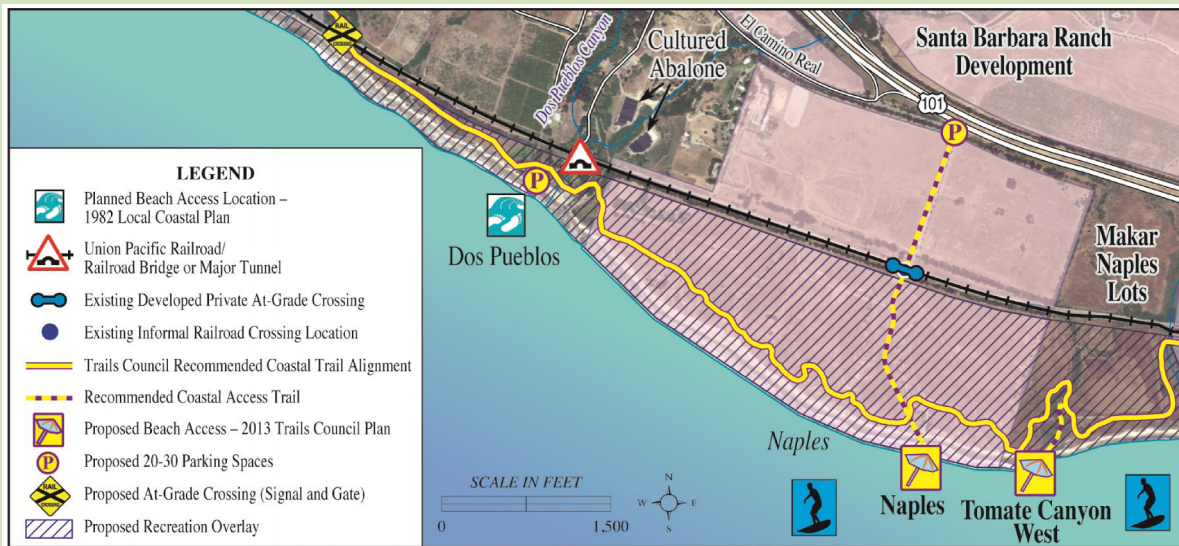 RAIL
CROSSING
Dos Pueblos Canyon
Cultured
Abalone
El Camino Real
Santa Barbara Ranch
Development
101
P
P
Dos Pueblos
Makar
Naples
Lots
Naples
Naples
Tomate Canyon
West
SCALE IN FEET
0
1,500
N
W
E
S
LEGEND
Planned Beach Access Location –
1982 Local Coastal Plan
Union Pacific Railroad/
Railroad Bridge or Major Tunnel
Existing Developed Private At-Grade Crossing
Existing Informal Railroad Crossing Location
Trails Council Recommended Coastal Trail Alignment
Recommended Coastal Access Trail
Proposed Beach Access – 2013 Trails Council Plan
P
Proposed 20-30 Parking Spaces
RAIL
CROSSING
Proposed At-Grade Crossing (Signal and Gate)
Proposed Recreation Overlay